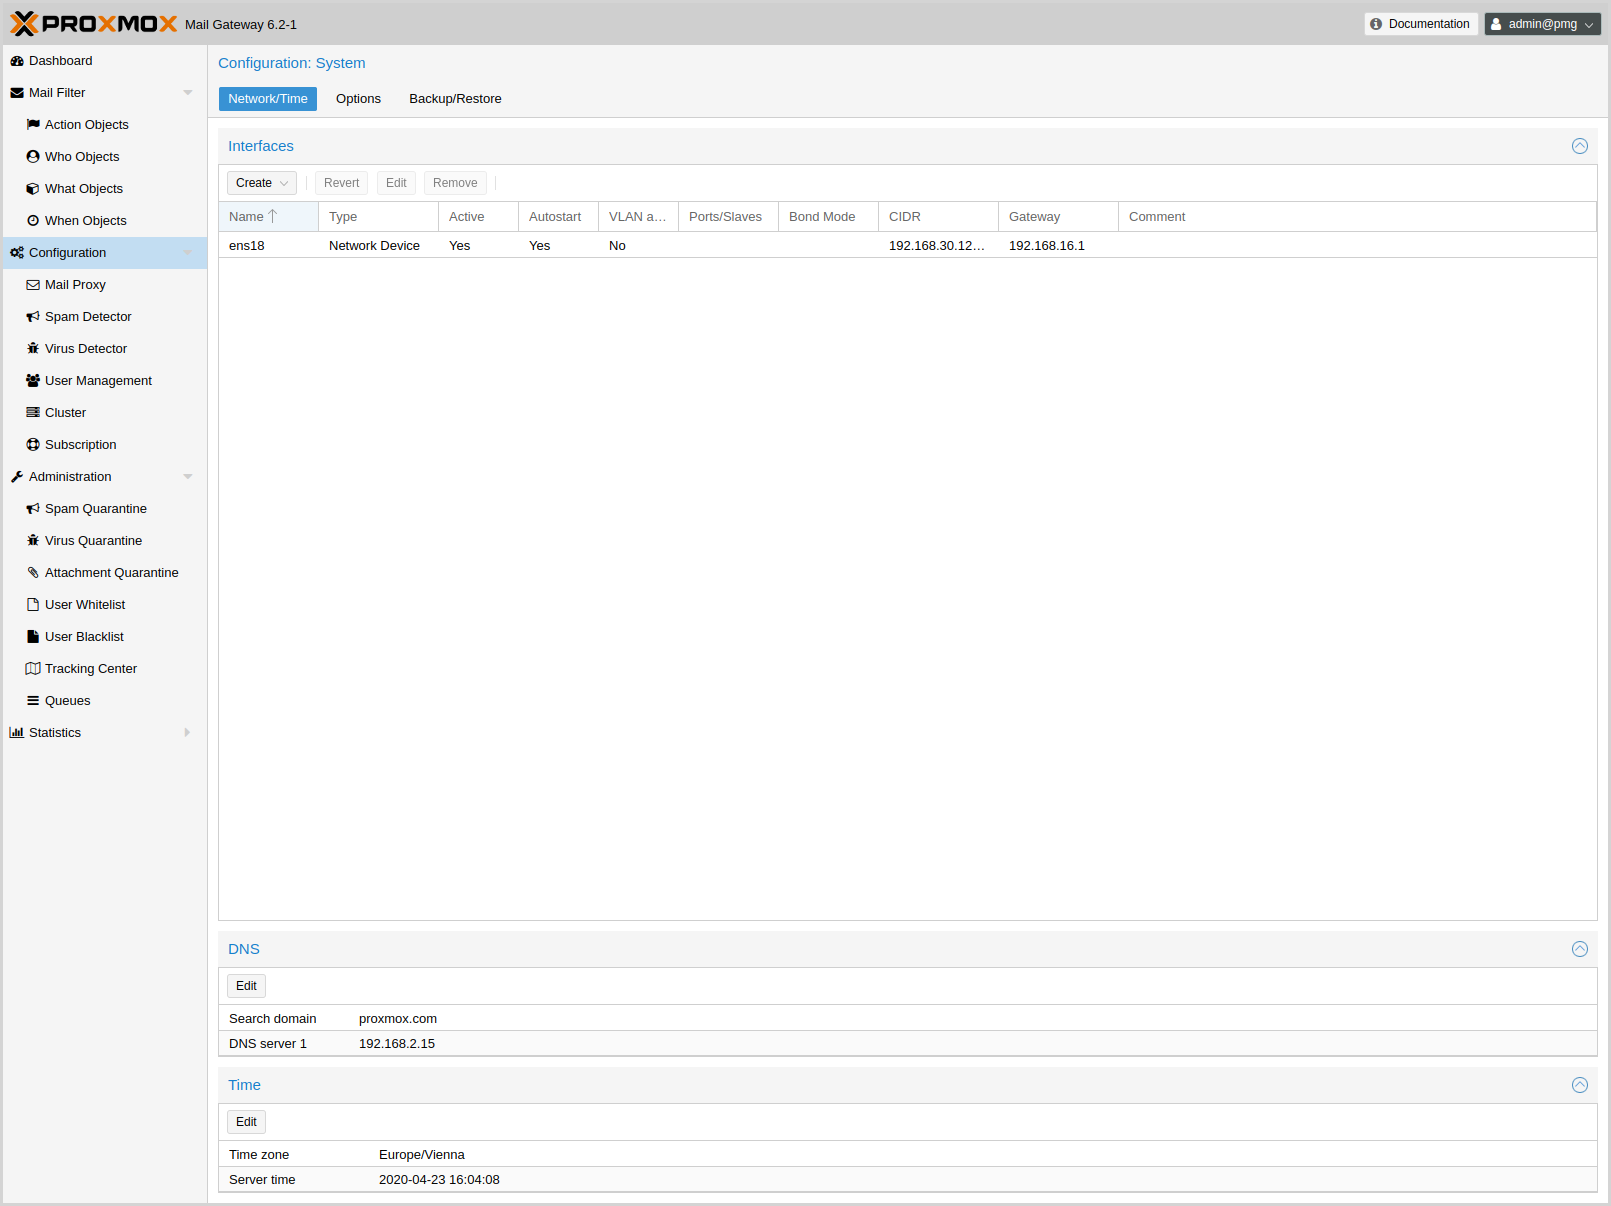 PROXMOX Mail Gateway 6.2-1
Documentation
admin@pmg
Dashboard
Mail Filter
Action Objects
Who Objects
What Objects
When Objects
Configuration
Mail Proxy
Spam Detector
Virus Detector
User Management
Cluster
Subscription
Administration
Spam Quarantine
Virus Quarantine
Attachment Quarantine
User Whitelist
User Blacklist
Tracking Center
Queues
Statistics
Configuration: System
Network/Time Options Backup/Restore
Interfaces
Create Revert Edit Remove
Name Type Active Autostart VLAN a... Ports/Slaves Bond Mode CIDR Gateway Comment
ens18 Network Device Yes Yes No 192.168.30.12... 192.168.16.1
DNS
Edit
Search domain proxmox.com
DNS server 1 192.168.2.15
Time
Edit
Time zone Europe/Vienna
Server time 2020-04-23 16:04:08